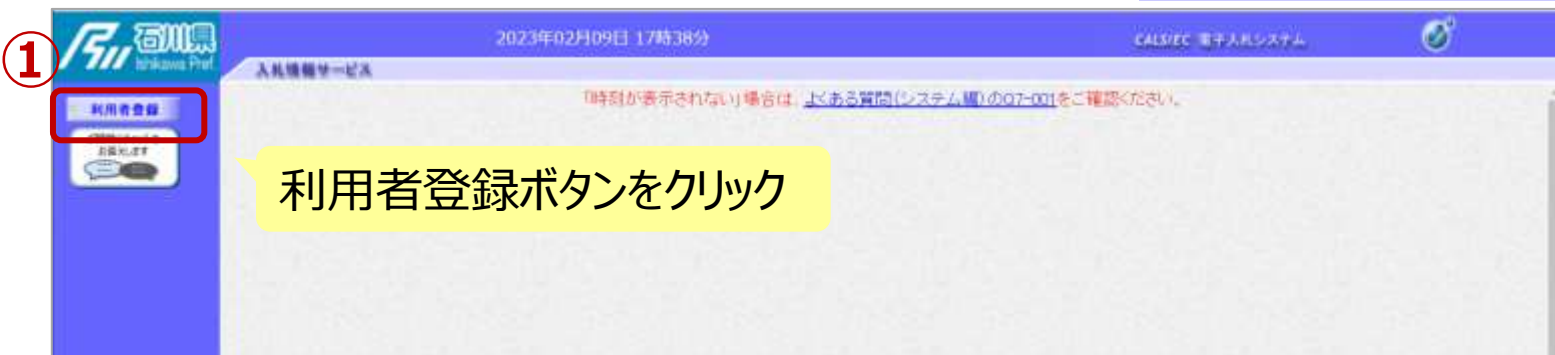 ①
石川県
Ishikawa Pref
2023年02月09日 17時38分
CALS/EC 電子入札システム
入札情報サービス
利用者登録
「時刻が表示されない」場合は、よくある質問(システム編)のQ7-001をご確認ください。
お答えします
利用者登録ボタンをクリック